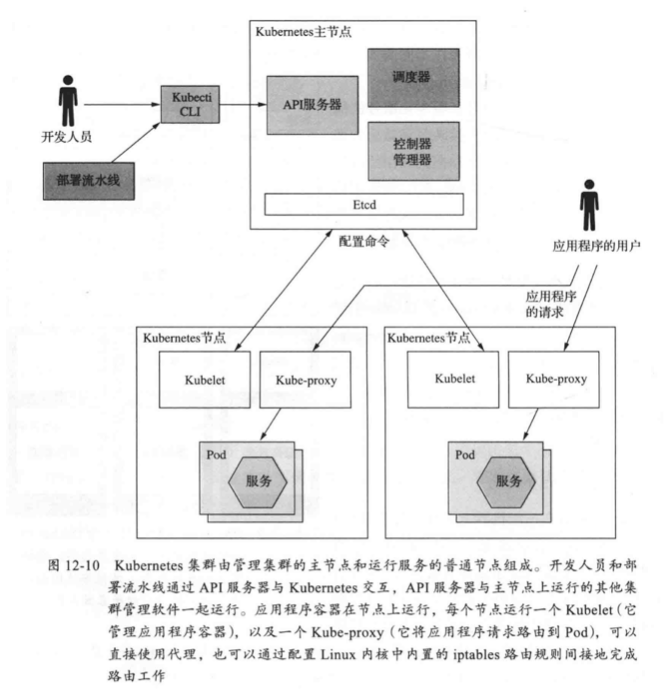 Kubernetes主节点
调度器
Kubecti
CLI
API服务器
开发人员
控制器
管理器
部署流水线
Etcd
配置命令
应用程序的用户
应用程序
的请求
Kubernetes节点
Kubernetes节点
Kubelet
Kube-proxy
Kubelet
Kube-proxy
Pod
服务
Pod
服务
图 12-10 Kubernetes 集群由管理集群的主节点和运行服务的普通节点组成。开发人员和部
署流水线通过 API 服务器与 Kubernetes 交互，API 服务器与主节点上运行的其他集
群管理软件一起运行。应用程序容器在节点上运行，每个节点运行一个 Kubelet（它
管理应用程序容器），以及一个 Kube-proxy（它将应用程序请求路由到 Pod），可以
直接使用代理，也可以通过配置 Linux 内核中内置的 iptables 路由规则间接地完成
路由工作